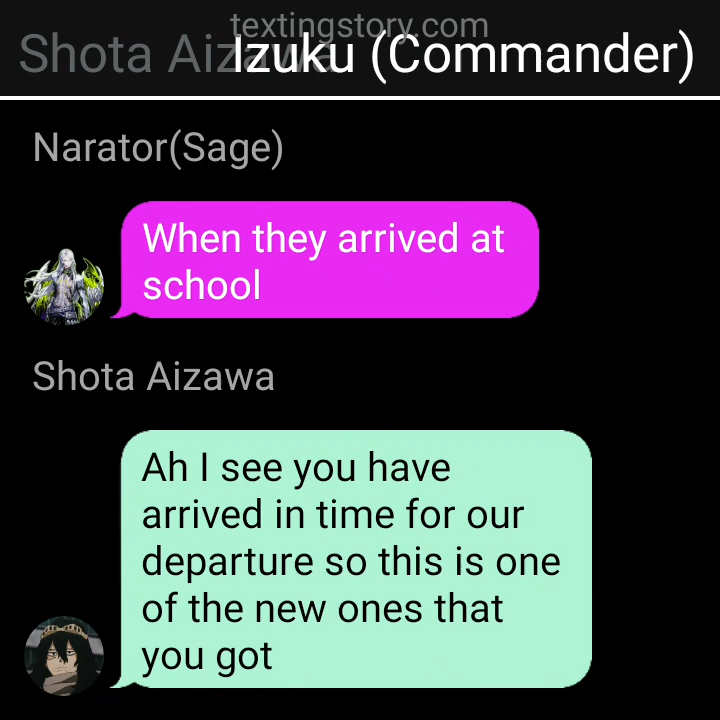 textingstory.com
Shota Aizawa
Izuku (Commander)
Narator(Sage)
When they arrived at
school
Shota Aizawa
Ah I see you have
arrived in time for our
departure so this is one
of the new ones that
you got